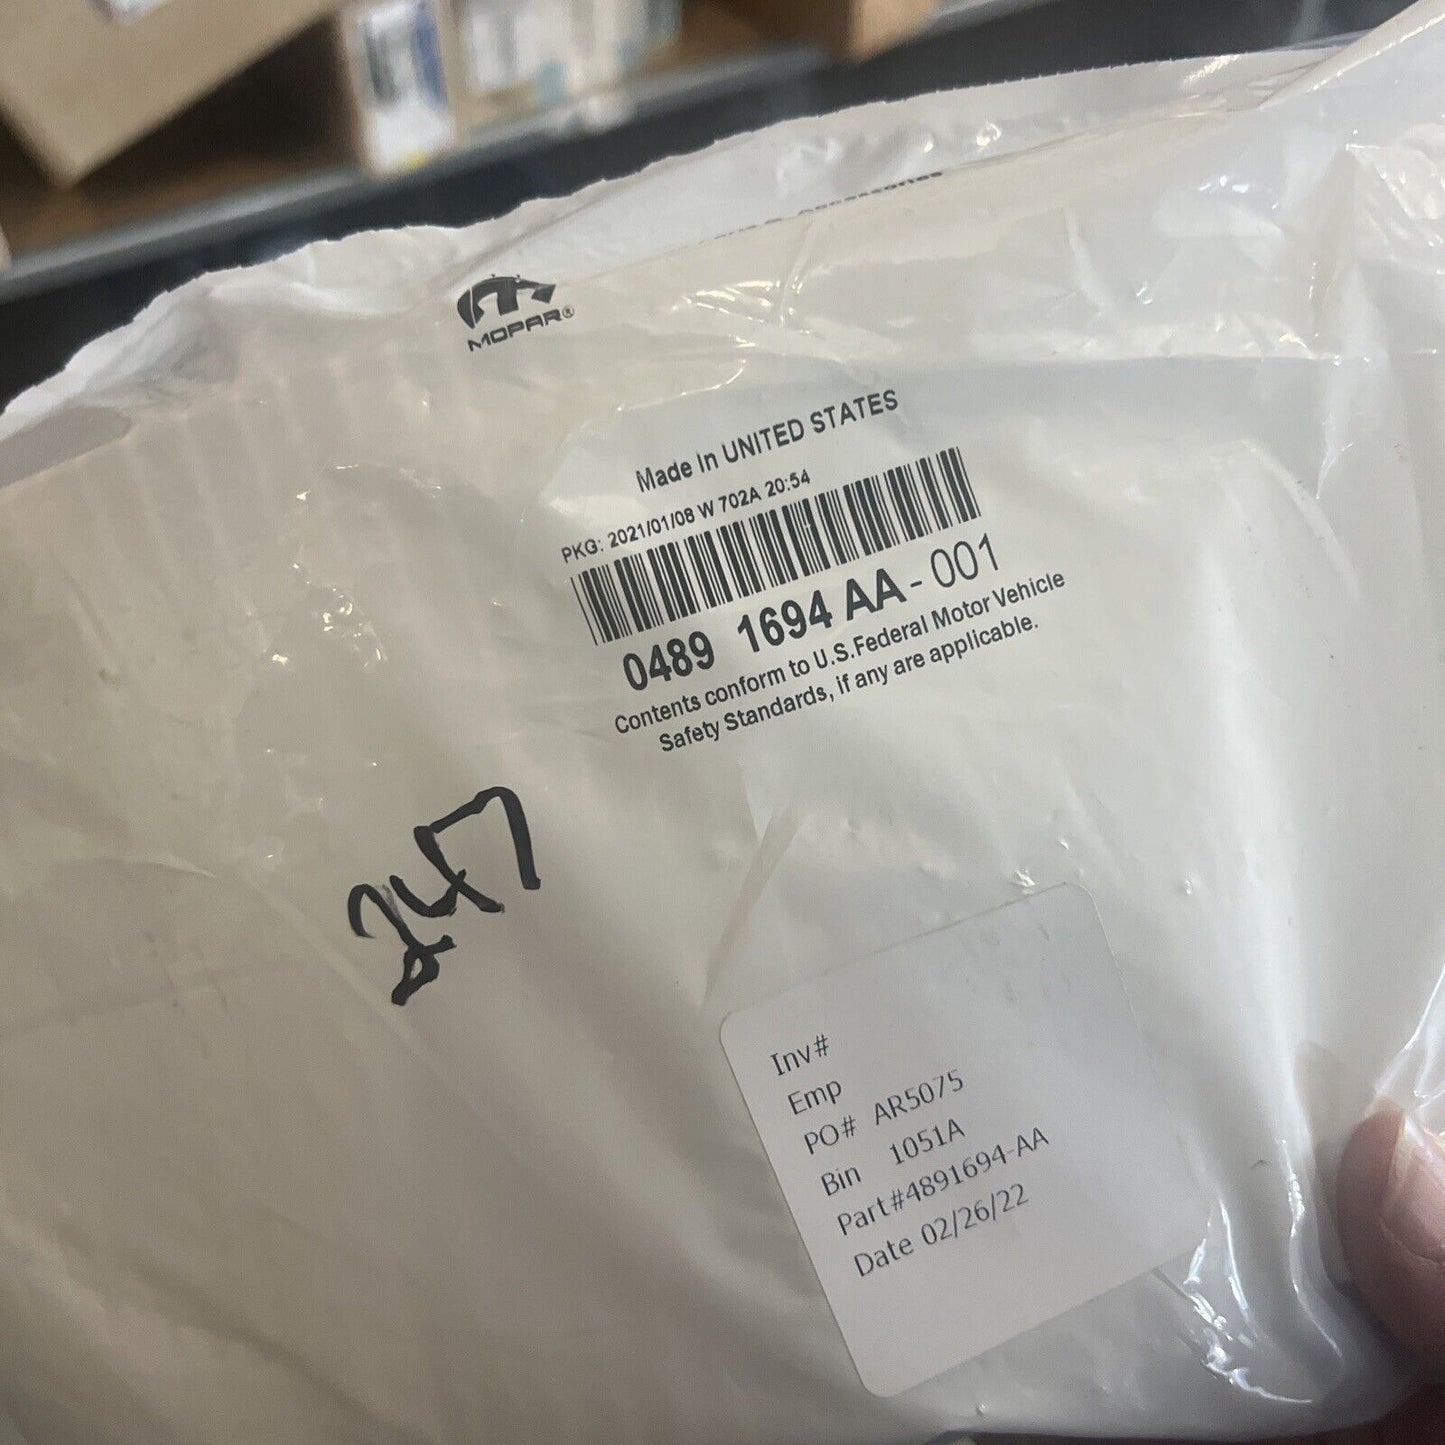 Accessories
MOPAR®
Made In UNITED STATES
PKG: 2021/01/08 W 702A 20:54
0489 1694 AA - 001
Contents conform to U.S.Federal Motor Vehicle
Safety Standards, if any are applicable.
247
Inv#
Emp
PO# AR5075
Bin 1051A
Part#4891694-AA
Date 02/26/22